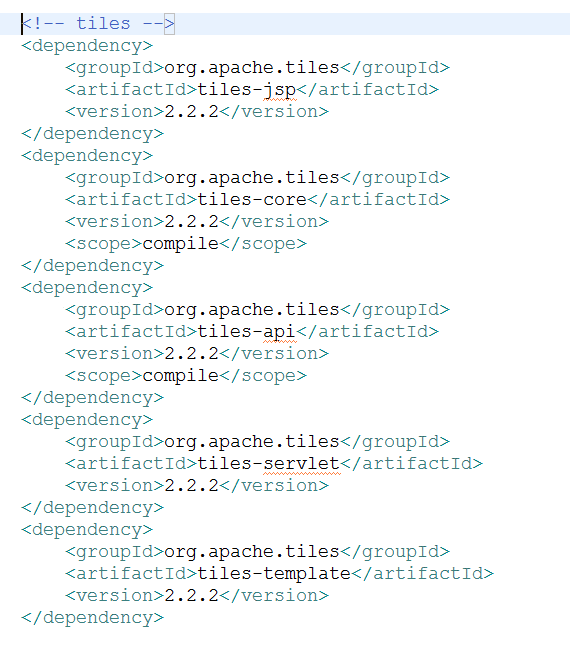 <!-- tiles -->
<dependency>
    <groupId>org.apache.tiles</groupId>
    <artifactId>tiles-jsp</artifactId>
    <version>2.2.2</version>
</dependency>
<dependency>
    <groupId>org.apache.tiles</groupId>
    <artifactId>tiles-core</artifactId>
    <version>2.2.2</version>
    <scope>compile</scope>
</dependency>
<dependency>
    <groupId>org.apache.tiles</groupId>
    <artifactId>tiles-api</artifactId>
    <version>2.2.2</version>
    <scope>compile</scope>
</dependency>
<dependency>
    <groupId>org.apache.tiles</groupId>
    <artifactId>tiles-servlet</artifactId>
    <version>2.2.2</version>
</dependency>
<dependency>
    <groupId>org.apache.tiles</groupId>
    <artifactId>tiles-template</artifactId>
    <version>2.2.2</version>
</dependency>